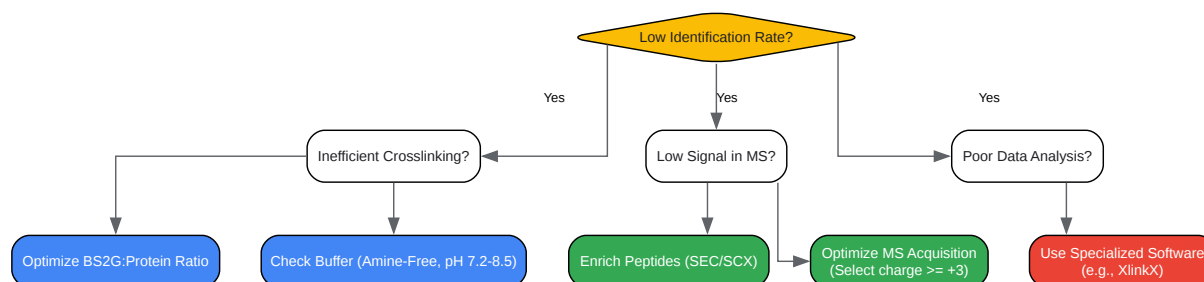 Low Identification Rate?
Yes
Yes
Yes
Inefficient Crosslinking?
Low Signal in MS?
Poor Data Analysis?
Optimize BS2G:Protein Ratio
Check Buffer (Amine-Free, pH 7.2-8.5)
Enrich Peptides (SEC/SCX)
Optimize MS Acquisition
(Select charge >= +3)
Use Specialized Software
(e.g., XlinkX)